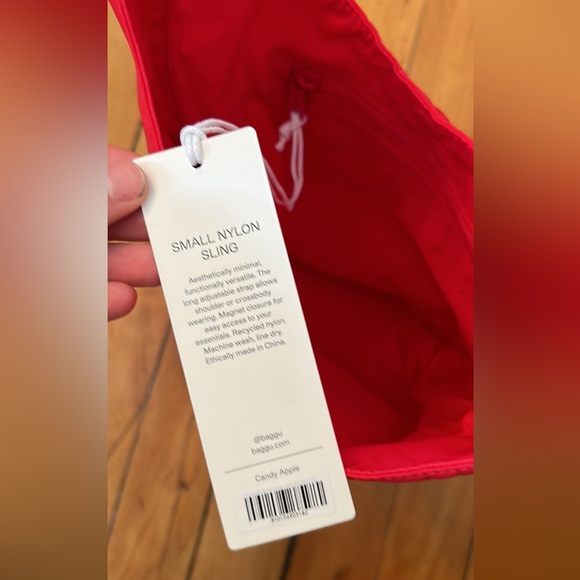 SMALL NYLON
SLING
Aesthetically minimal,
functionally versatile. The
long adjustable strap allows
shoulder or crossbody
wearing. Magnet closure for
easy access to your
essentials. Recycled nylon.
Machine wash, line dry.
Ethically made in China.
@baggu
baggu.com
Candy Apple